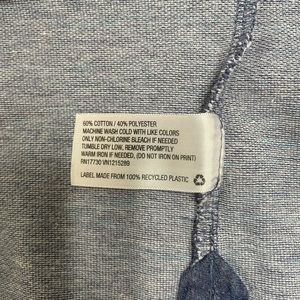 60% COTTON / 40% POLYESTER
MACHINE WASH COLD WITH LIKE COLORS
ONLY NON-CHLORINE BLEACH IF NEEDED
TUMBLE DRY LOW, REMOVE PROMPTLY
WARM IRON IF NEEDED, (DO NOT IRON ON PRINT)
RN17730 VN1215289
LABEL MADE FROM 100% RECYCLED PLASTIC